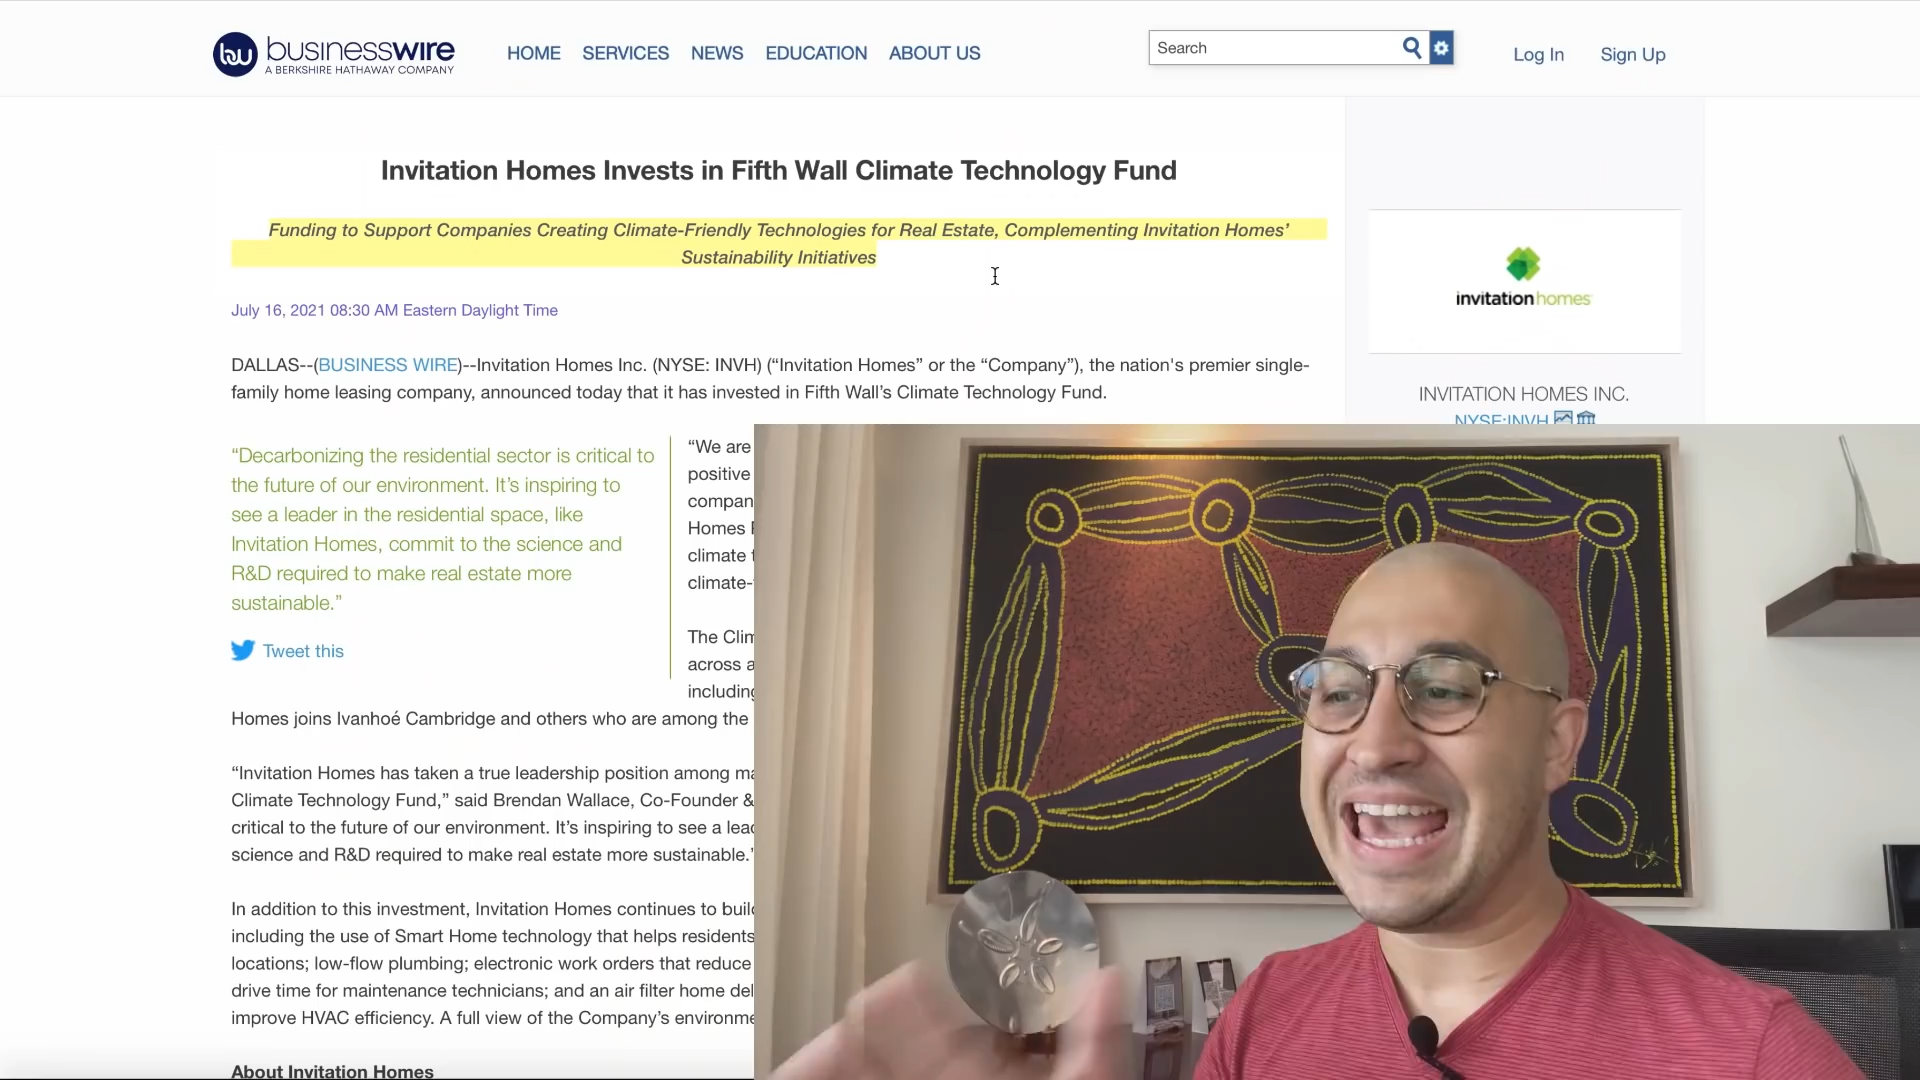 bw businesswire
A BERKSHIRE HATHAWAY COMPANY
HOME SERVICES NEWS EDUCATION ABOUT US
Search
Log In Sign Up
Invitation Homes Invests in Fifth Wall Climate Technology Fund
Funding to Support Companies Creating Climate-Friendly Technologies for Real Estate, Complementing Invitation Homes’
Sustainability Initiatives
July 16, 2021 08:30 AM Eastern Daylight Time
DALLAS--(BUSINESS WIRE)--Invitation Homes Inc. (NYSE: INVH) (“Invitation Homes” or the “Company”), the nation's premier single-
family home leasing company, announced today that it has invested in Fifth Wall’s Climate Technology Fund.
“Decarbonizing the residential sector is critical to
the future of our environment. It’s inspiring to
see a leader in the residential space, like
Invitation Homes, commit to the science and
R&D required to make real estate more
sustainable.”
Tweet this
“We are
positive
compan
Homes
climate
climate-
The Clim
across a
including
Homes joins Ivanhoé Cambridge and others who are among the
“Invitation Homes has taken a true leadership position among ma
Climate Technology Fund,” said Brendan Wallace, Co-Founder &
critical to the future of our environment. It’s inspiring to see a lead
science and R&D required to make real estate more sustainable.”
In addition to this investment, Invitation Homes continues to build
including the use of Smart Home technology that helps residents
locations; low-flow plumbing; electronic work orders that reduce
drive time for maintenance technicians; and an air filter home del
improve HVAC efficiency. A full view of the Company’s environme
About Invitation Homes
invitationhomes
INVITATION HOMES INC.
NYSE:INVH